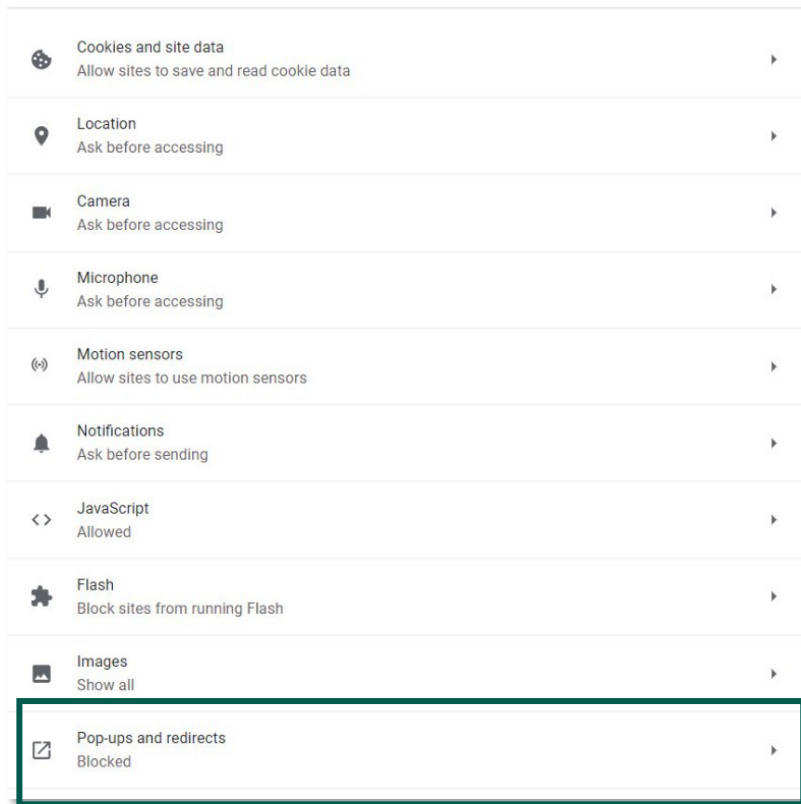 Cookies and site data
Allow sites to save and read cookie data
Location
Ask before accessing
Camera
Ask before accessing
Microphone
Ask before accessing
Motion sensors
Allow sites to use motion sensors
Notifications
Ask before sending
JavaScript
Allowed
Flash
Block sites from running Flash
Images
Show all
Pop-ups and redirects
Blocked